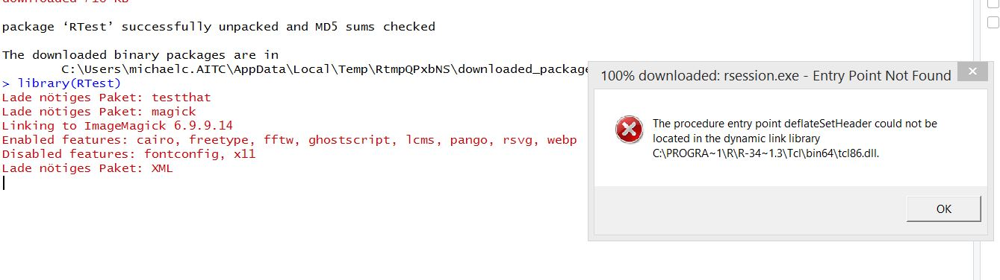 downloaded 716 KB
package ‘RTest’ successfully unpacked and MD5 sums checked
The downloaded binary packages are in
C:\Users\michaelc.AITC\AppData\Local\Temp\RtmpQPxbNS\downloaded_package
> library(RTest)
Lade nötiges Paket: testthat
Lade nötiges Paket: magick
Linking to ImageMagick 6.9.9.14
Enabled features: cairo, freetype, fftw, ghostscript, lcms, pango, rsvg, webp
Disabled features: fontconfig, x11
Lade nötiges Paket: XML
100% downloaded: rsession.exe - Entry Point Not Found
The procedure entry point deflateSetHeader could not be
located in the dynamic link library
C:\PROGRA~1\R\R-34~1.3\Tcl\bin64\tcl86.dll.
OK